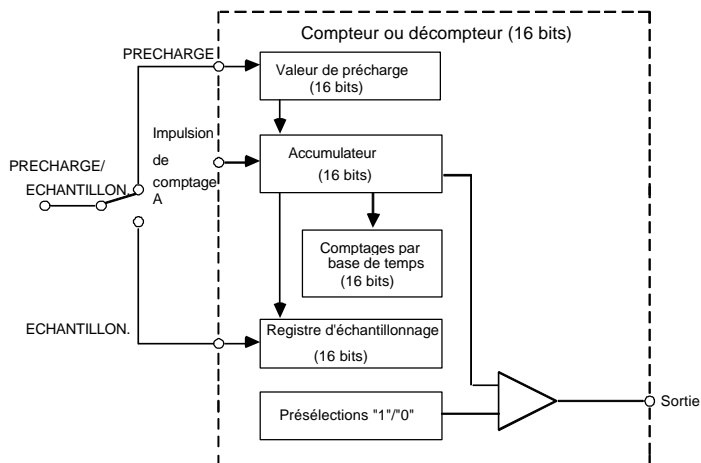 Compteur ou décompteur (16 bits)
PRECHARGE
Valeur de précharge
(16 bits)
Impulsion
de
comptage
A
PRECHARGE/
ECHANTILLON.
Accumulateur
(16 bits)
Comptages par
base de temps
(16 bits)
ECHANTILLON.
Registre d'échantillonnage
(16 bits)
Présélections "1"/"0"
Sortie